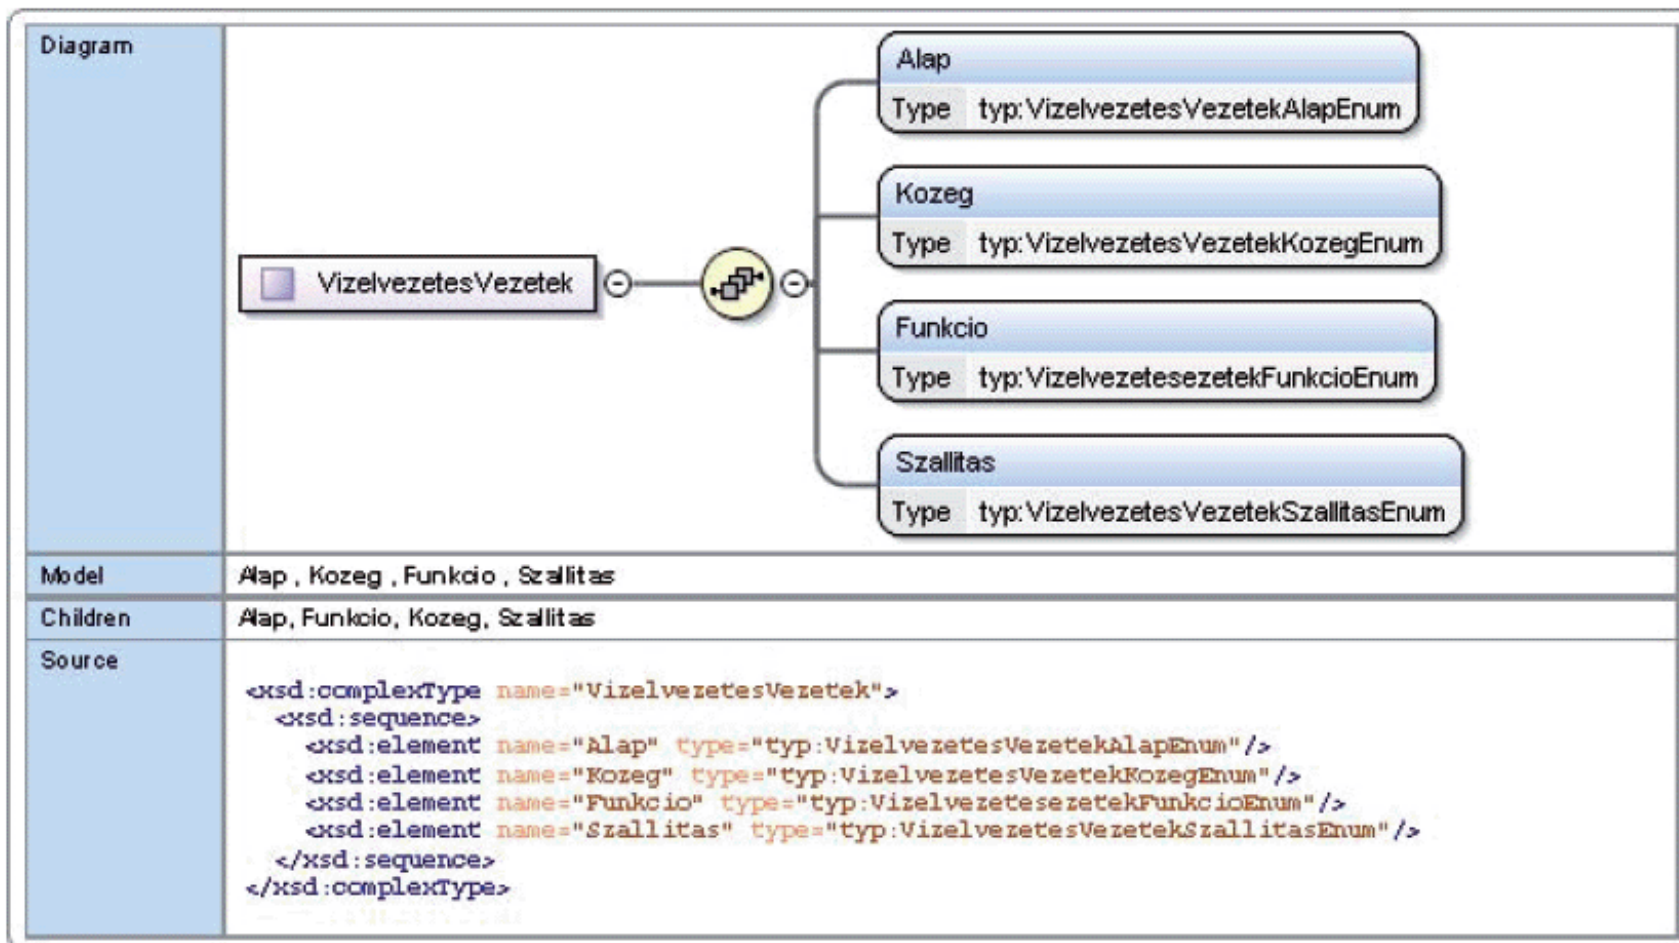 Diagram
Alap
Type typ:VizelvezetesVezetekAlapEnum
Kozeg
Type typ:VizelvezetesVezetekKozegEnum
VizelvezetesVezetek
Funkcio
Type typ:VizelvezetesezetekFunkcioEnum
Szallitas
Type typ:VizelvezetesVezetekSzallitasEnum
Model Alap , Kozeg , Funkcio , Szallitas
Children Alap, Funkcio, Kozeg, Szallitas
Source
<xsd:complexType name="VizelvezetesVezetek">
<xsd:sequence>
<xsd:element name="Alap" type="typ:VizelvezetesVezetekAlapEnum"/>
<xsd:element name="Kozeg" type="typ:VizelvezetesVezetekKozegEnum"/>
<xsd:element name="Funkcio" type="typ:VizelvezetesezetekFunkcioEnum"/>
<xsd:element name="Szallitas" type="typ:VizelvezetesVezetekSzallitasEnum"/>
</xsd:sequence>
</xsd:complexType>